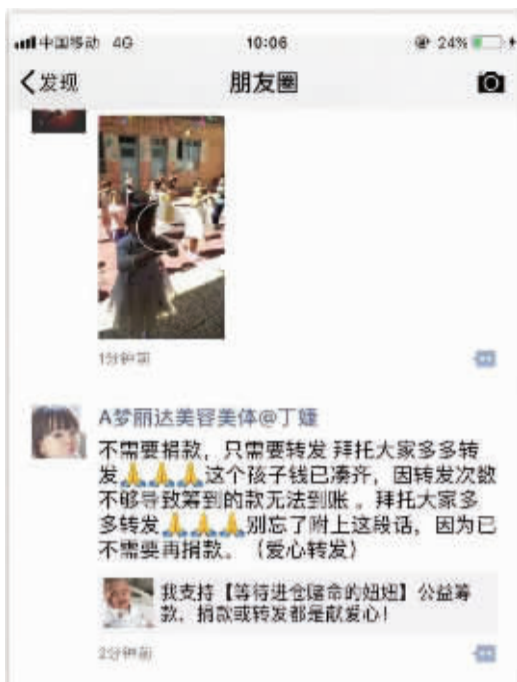 中国移动 4G 10:06 24%
发现 朋友圈
1分钟前
A梦丽达美容美体@丁婕
不需要捐款，只需要转发 拜托大家多多转
发🙏🙏🙏这个孩子钱已凑齐，因转发次数
不够导致筹到的款无法到账 。拜托大家多
多转发🙏🙏🙏别忘了附上这段话，因为已
不需要再捐款。（爱心转发）
我支持【等待进仓 命的妞妞】公益筹
款，捐款或转发都是献爱心！
2分钟前